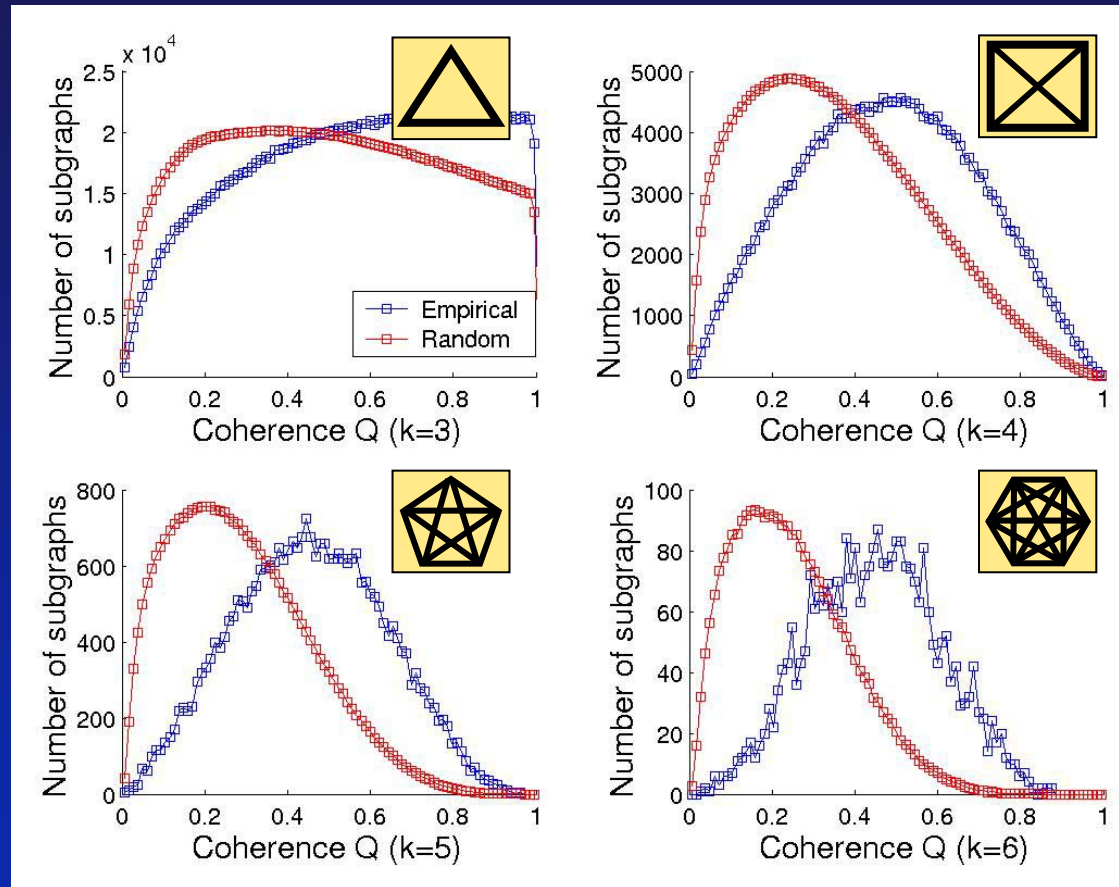 x 10^4
2.5
2
1.5
1
0.5
0
Number of subgraphs
Empirical
Random
0 0.2 0.4 0.6 0.8 1
Coherence Q (k=3)
5000
4000
3000
2000
1000
0
Number of subgraphs
0 0.2 0.4 0.6 0.8 1
Coherence Q (k=4)
800
600
400
200
0
Number of subgraphs
0 0.2 0.4 0.6 0.8 1
Coherence Q (k=5)
100
80
60
40
20
0
Number of subgraphs
0 0.2 0.4 0.6 0.8 1
Coherence Q (k=6)